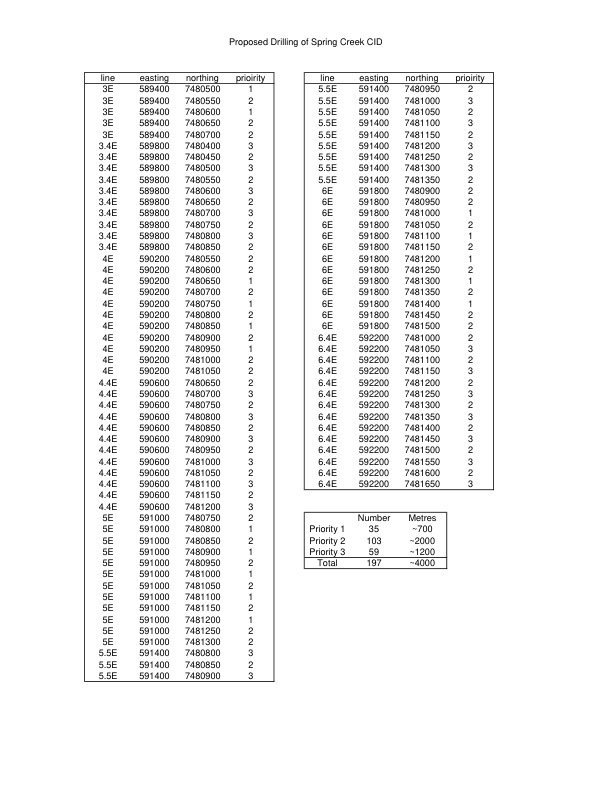 Proposed Drilling of Spring Creek CID
line easting northing prioirity
3E 589400 7480500 1
3E 589400 7480550 2
3E 589400 7480600 1
3E 589400 7480650 2
3E 589400 7480700 2
3.4E 589800 7480400 3
3.4E 589800 7480450 2
3.4E 589800 7480500 3
3.4E 589800 7480550 2
3.4E 589800 7480600 3
3.4E 589800 7480650 2
3.4E 589800 7480700 3
3.4E 589800 7480750 2
3.4E 589800 7480800 3
3.4E 589800 7480850 2
4E 590200 7480550 2
4E 590200 7480600 2
4E 590200 7480650 1
4E 590200 7480700 2
4E 590200 7480750 1
4E 590200 7480800 2
4E 590200 7480850 1
4E 590200 7480900 2
4E 590200 7480950 1
4E 590200 7481000 2
4E 590200 7481050 2
4.4E 590600 7480650 2
4.4E 590600 7480700 3
4.4E 590600 7480750 2
4.4E 590600 7480800 3
4.4E 590600 7480850 2
4.4E 590600 7480900 3
4.4E 590600 7480950 2
4.4E 590600 7481000 3
4.4E 590600 7481050 2
4.4E 590600 7481100 3
4.4E 590600 7481150 2
4.4E 590600 7481200 3
5E 591000 7480750 2
5E 591000 7480800 1
5E 591000 7480850 2
5E 591000 7480900 1
5E 591000 7480950 2
5E 591000 7481000 1
5E 591000 7481050 2
5E 591000 7481100 1
5E 591000 7481150 2
5E 591000 7481200 1
5E 591000 7481250 2
5E 591000 7481300 2
5.5E 591400 7480800 3
5.5E 591400 7480850 2
5.5E 591400 7480900 3
line easting northing prioirity
5.5E 591400 7480950 2
5.5E 591400 7481000 3
5.5E 591400 7481050 2
5.5E 591400 7481100 3
5.5E 591400 7481150 2
5.5E 591400 7481200 3
5.5E 591400 7481250 2
5.5E 591400 7481300 3
5.5E 591400 7481350 2
6E 591800 7480900 2
6E 591800 7480950 2
6E 591800 7481000 1
6E 591800 7481050 2
6E 591800 7481100 1
6E 591800 7481150 2
6E 591800 7481200 1
6E 591800 7481250 2
6E 591800 7481300 1
6E 591800 7481350 2
6E 591800 7481400 1
6E 591800 7481450 2
6E 591800 7481500 2
6.4E 592200 7481000 2
6.4E 592200 7481050 3
6.4E 592200 7481100 2
6.4E 592200 7481150 3
6.4E 592200 7481200 2
6.4E 592200 7481250 3
6.4E 592200 7481300 2
6.4E 592200 7481350 3
6.4E 592200 7481400 2
6.4E 592200 7481450 3
6.4E 592200 7481500 2
6.4E 592200 7481550 3
6.4E 592200 7481600 2
6.4E 592200 7481650 3
Number Metres
Priority 1 35 ~700
Priority 2 103 ~2000
Priority 3 59 ~1200
Total 197 ~4000